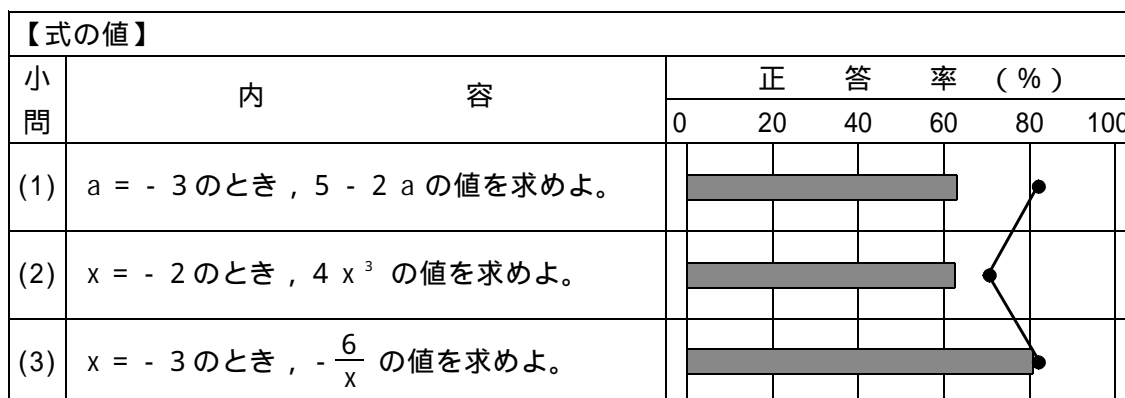 【式の値】
小問 内容 正答率(%)
0 20 40 60 80 100
(1) a = - 3のとき , 5 - 2 a の値を求めよ。
(2) x = - 2のとき , 4 x³ の値を求めよ。
(3) x = - 3のとき , - 6/x の値を求めよ。